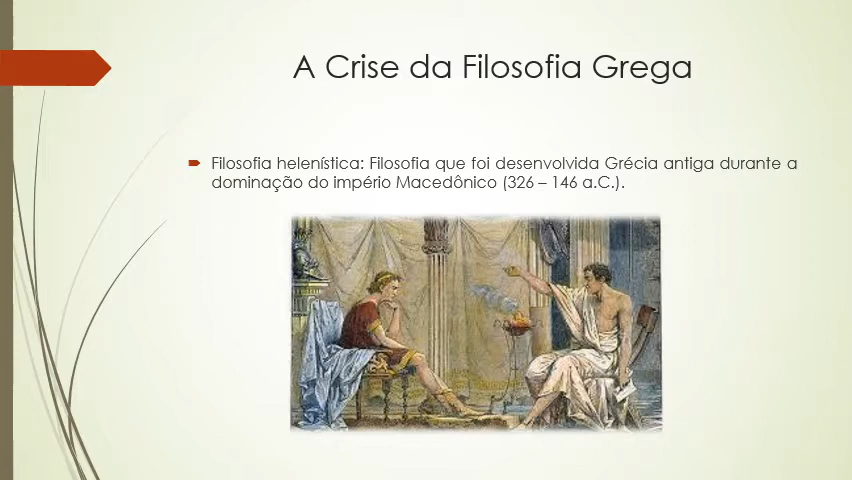 A Crise da Filosofia Grega
Filosofia helenística: Filosofia que foi desenvolvida Grécia antiga durante a
dominação do império Macedônico (326 – 146 a.C.).